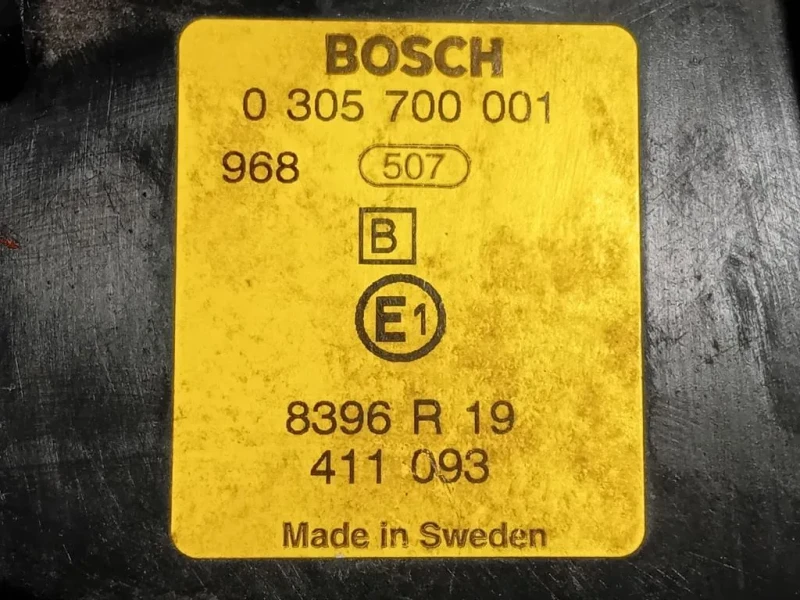 BOSCH
0 305 700 001
968 507
B
E1
8396 R 19
411 093
Made in Sweden